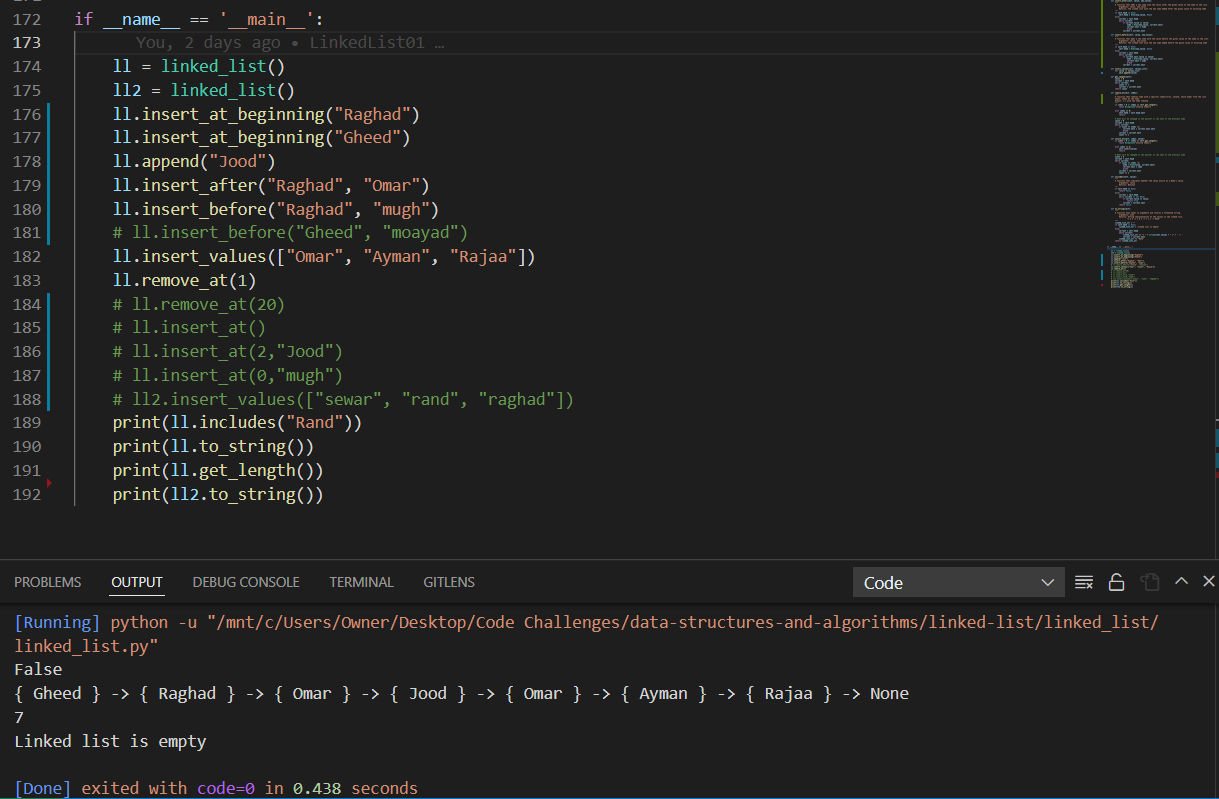 172 if __name__ == '__main__':
173 You, 2 days ago • LinkedList01 …
174 ll = linked_list()
175 ll2 = linked_list()
176 ll.insert_at_beginning("Raghad")
177 ll.insert_at_beginning("Gheed")
178 ll.append("Jood")
179 ll.insert_after("Raghad", "Omar")
180 ll.insert_before("Raghad", "mugh")
181 # ll.insert_before("Gheed", "moayad")
182 ll.insert_values(["Omar", "Ayman", "Rajaa"])
183 ll.remove_at(1)
184 # ll.remove_at(20)
185 # ll.insert_at()
186 # ll.insert_at(2,"Jood")
187 # ll.insert_at(0,"mugh")
188 # ll2.insert_values(["sewar", "rand", "raghad"])
189 print(ll.includes("Rand"))
190 print(ll.to_string())
191 print(ll.get_length())
192 print(ll2.to_string())
PROBLEMS OUTPUT DEBUG CONSOLE TERMINAL GITLENS Code
[Running] python -u "/mnt/c/Users/Owner/Desktop/Code Challenges/data-structures-and-algorithms/linked-list/linked_list/
linked_list.py"
False
{ Gheed } -> { Raghad } -> { Omar } -> { Jood } -> { Omar } -> { Ayman } -> { Rajaa } -> None
7
Linked list is empty
[Done] exited with code=0 in 0.438 seconds